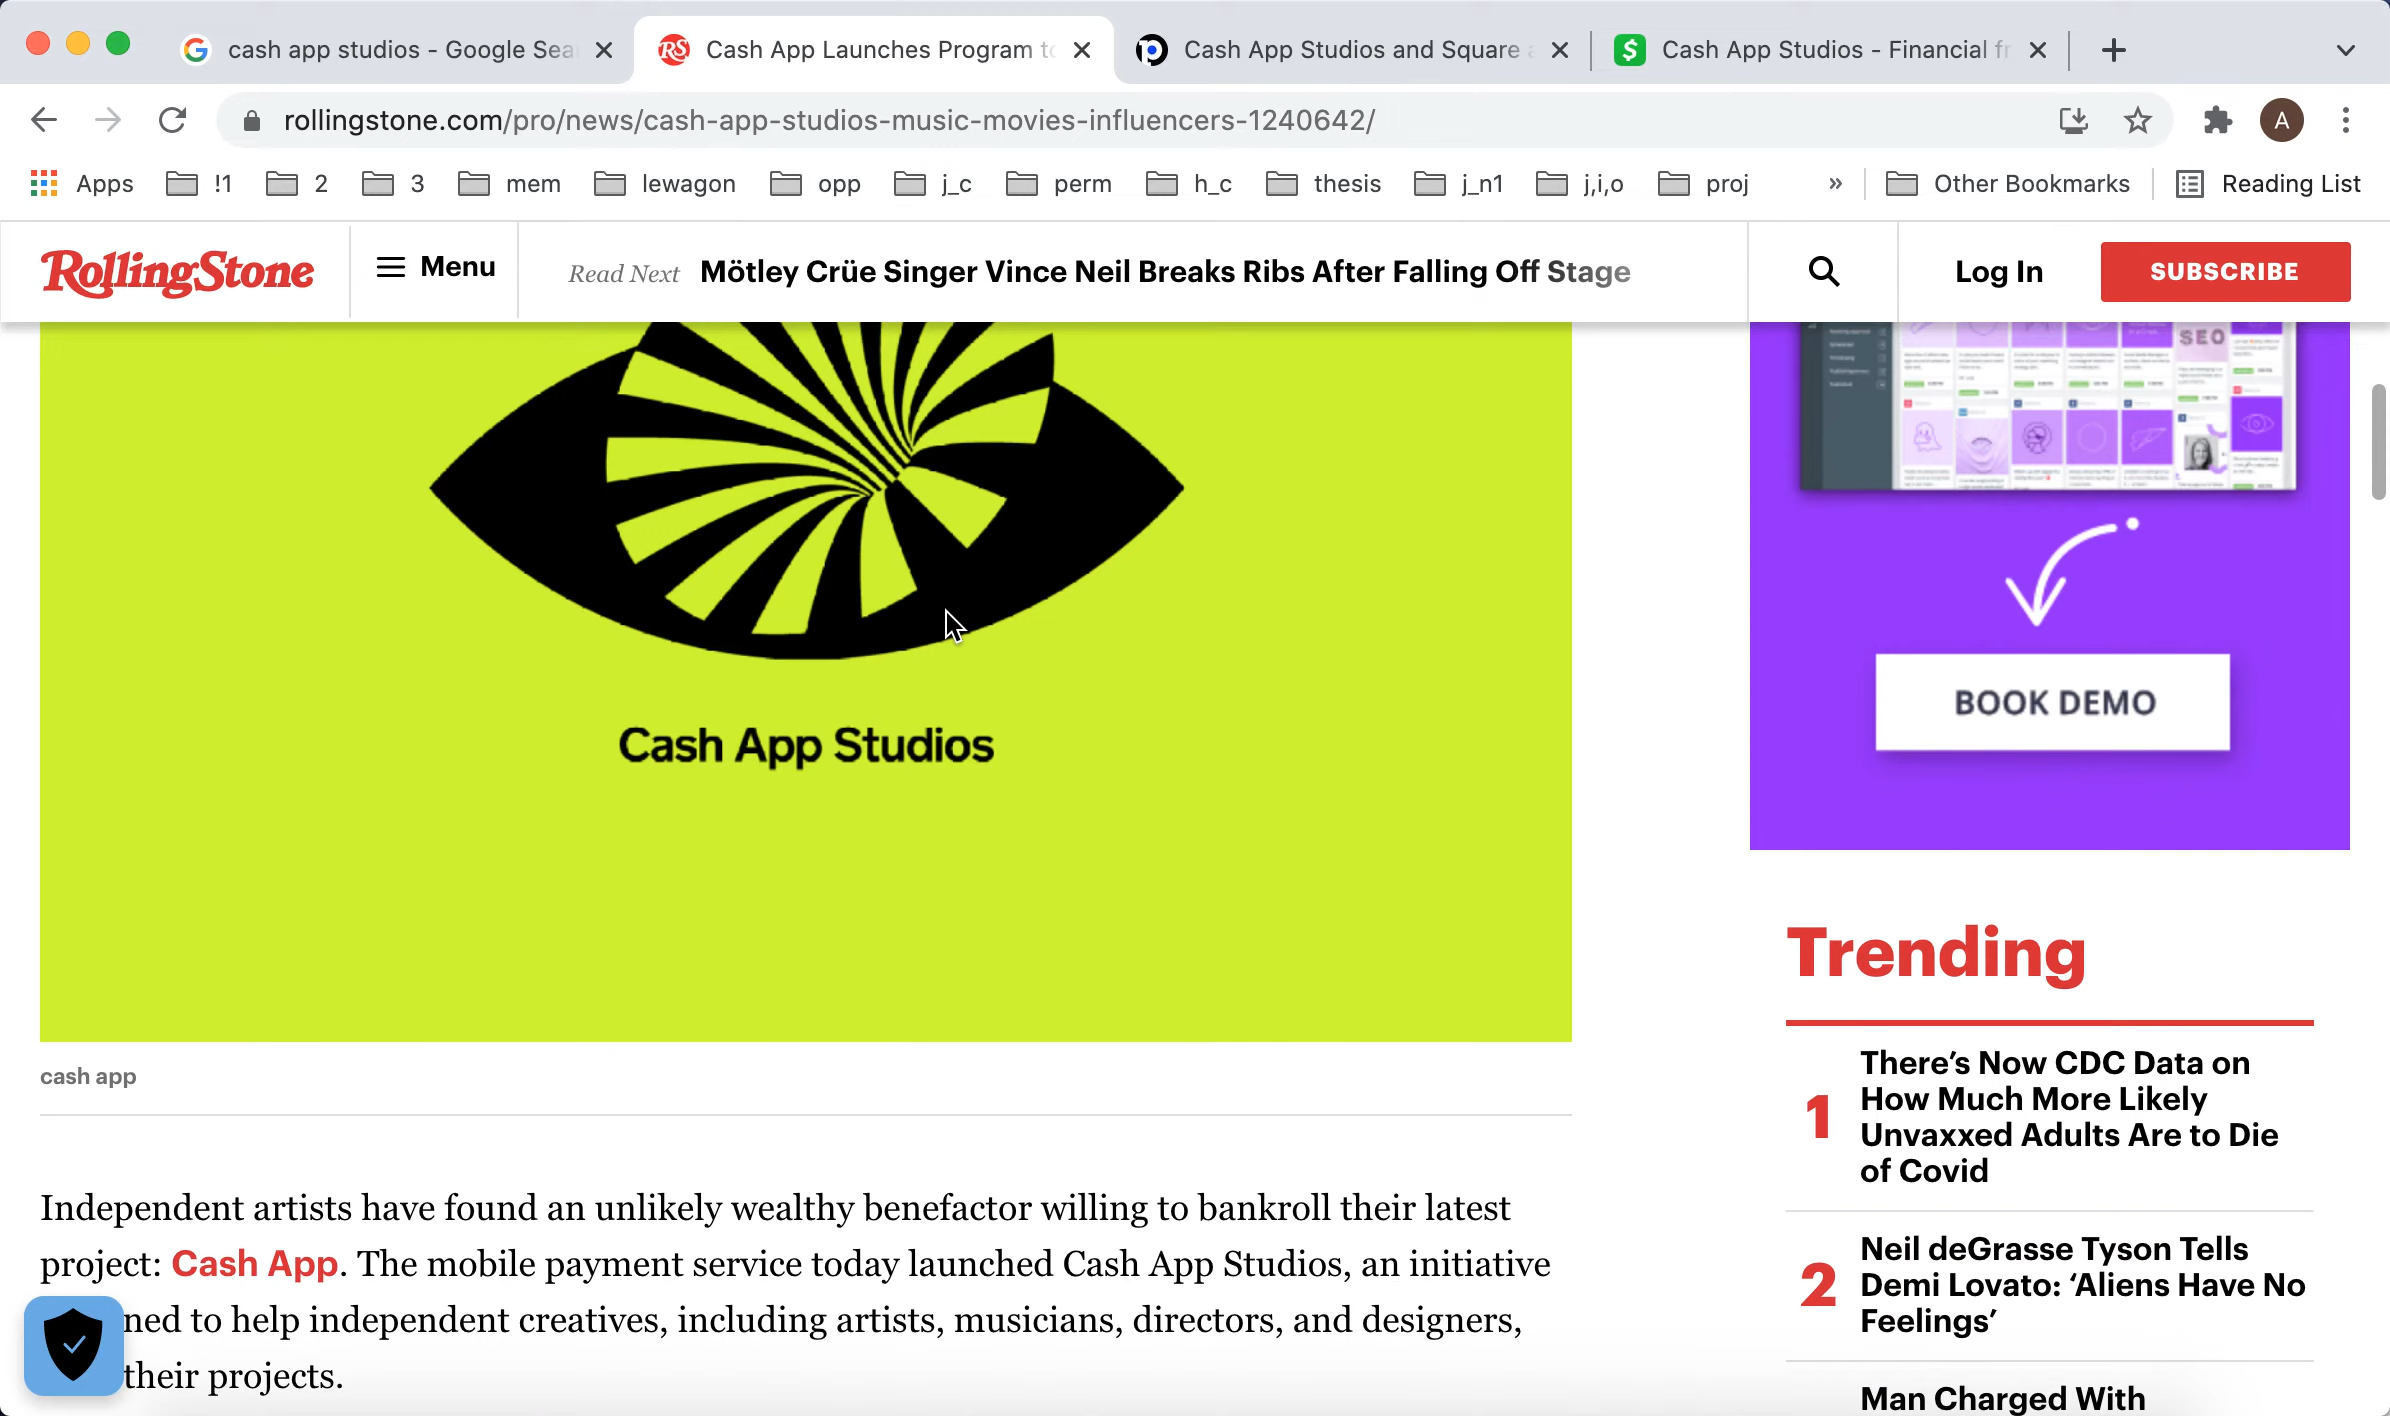 cash app studios - Google Sea
Cash App Launches Program to
Cash App Studios and Square a
Cash App Studios - Financial fr
rollingstone.com/pro/news/cash-app-studios-music-movies-influencers-1240642/
A
Apps
!1
2
3
mem
lewagon
opp
j_c
perm
h_c
thesis
j_n1
j,i,o
proj
»
Other Bookmarks
Reading List
RollingStone
Menu
Read Next Mötley Crüe Singer Vince Neil Breaks Ribs After Falling Off Stage
Log In
SUBSCRIBE
SEO
BOOK DEMO
Cash App Studios
cash app
Independent artists have found an unlikely wealthy benefactor willing to bankroll their latest
project: Cash App. The mobile payment service today launched Cash App Studios, an initiative
ned to help independent creatives, including artists, musicians, directors, and designers,
their projects.
Trending
1
There’s Now CDC Data on
How Much More Likely
Unvaxxed Adults Are to Die
of Covid
2
Neil deGrasse Tyson Tells
Demi Lovato: ‘Aliens Have No
Feelings’
Man Charged With